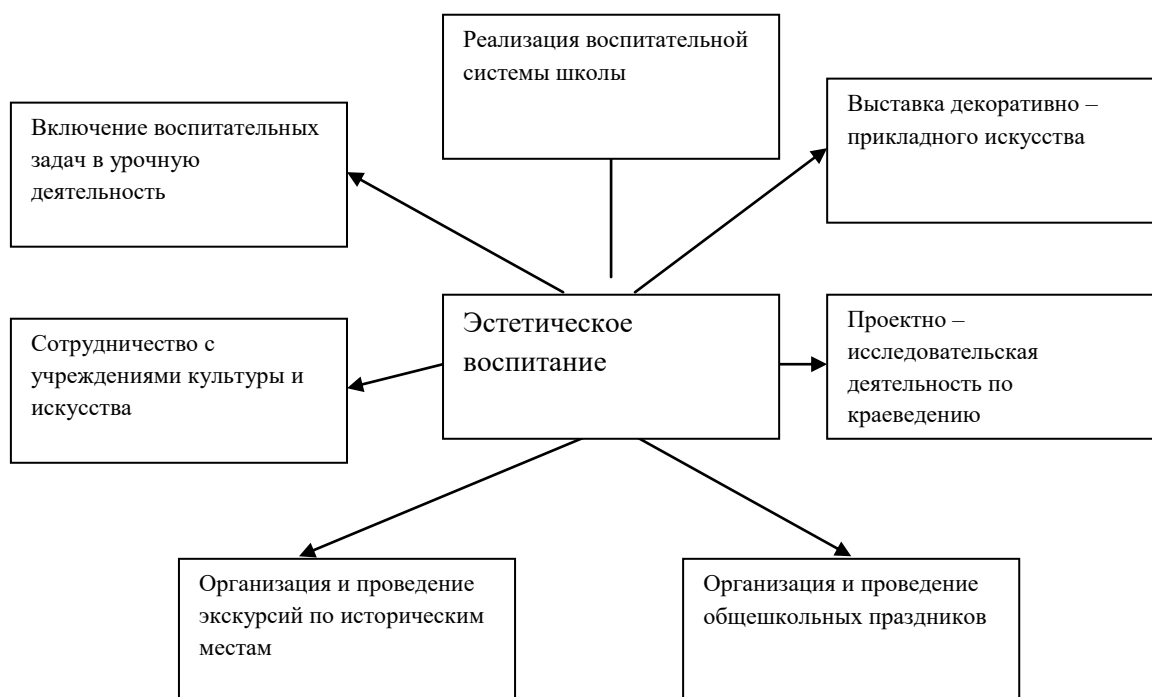 Реализация воспитательной
системы школы
Включение воспитательных
задач в урочную
деятельность
Выставка декоративно –
прикладного искусства
Эстетическое
воспитание
Сотрудничество с
учреждениями культуры и
искусства
Проектно –
исследовательская
деятельность по
краеведению
Организация и проведение
экскурсий по историческим
местам
Организация и проведение
общешкольных праздников